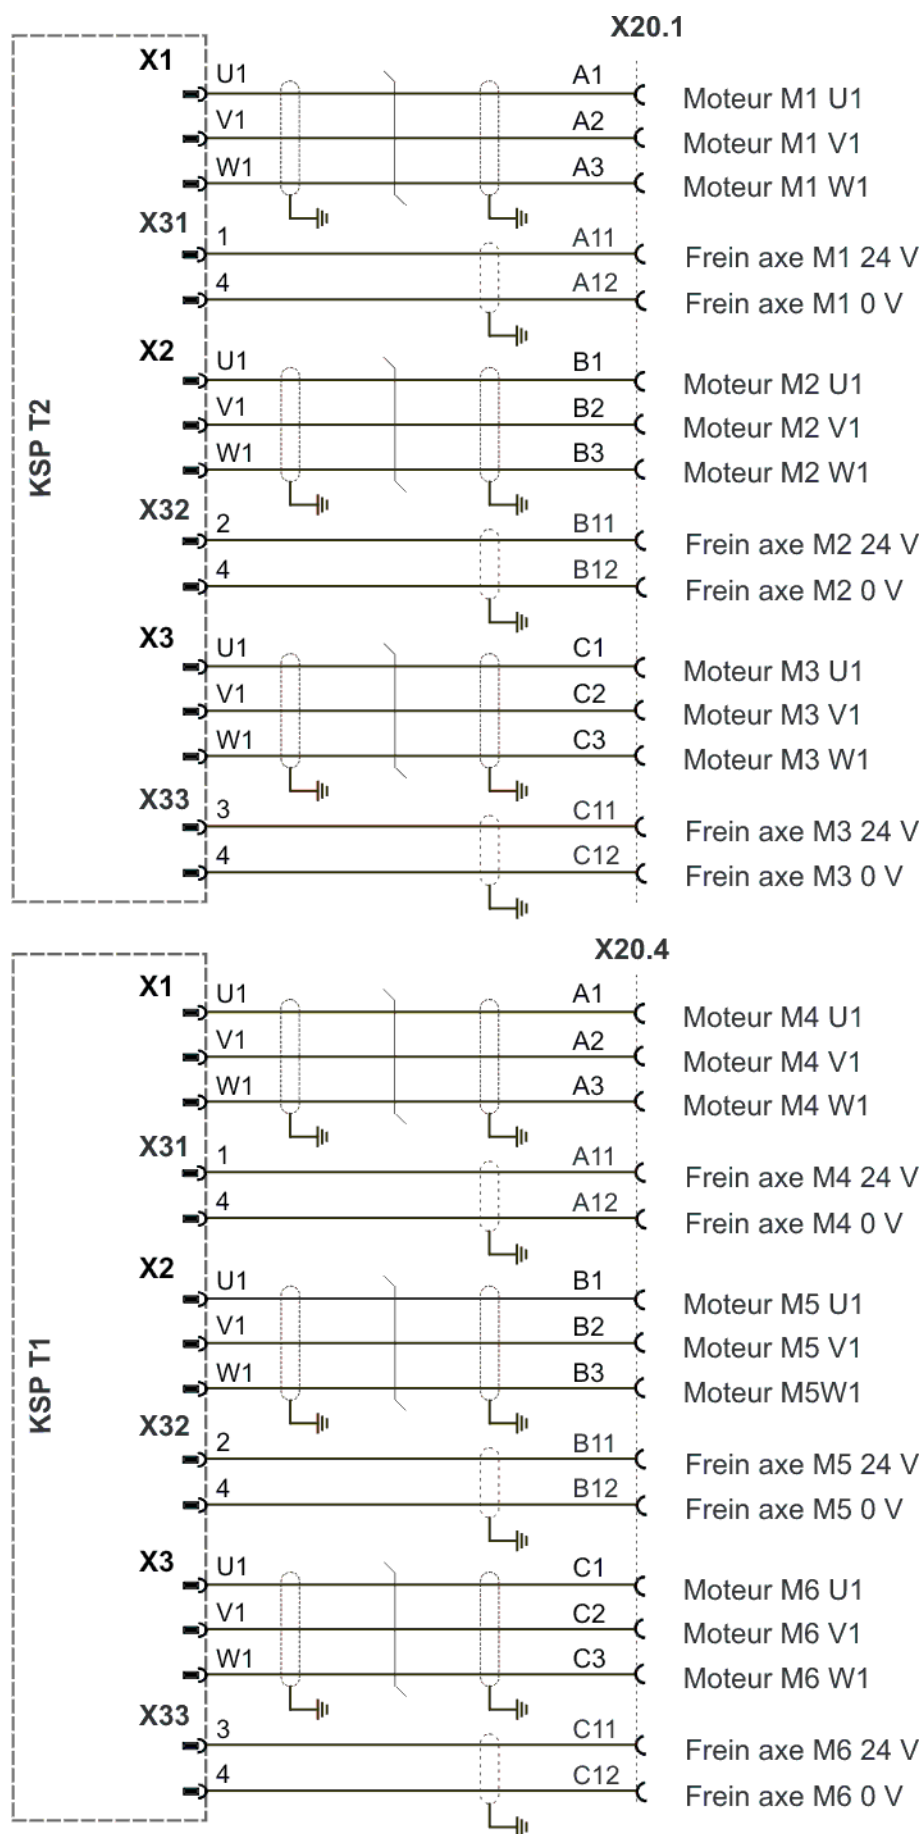 X20.1
KSP T2
X1
U1 A1 Moteur M1 U1
V1 A2 Moteur M1 V1
W1 A3 Moteur M1 W1
X31
1 A11 Frein axe M1 24 V
4 A12 Frein axe M1 0 V
X2
U1 B1 Moteur M2 U1
V1 B2 Moteur M2 V1
W1 B3 Moteur M2 W1
X32
2 B11 Frein axe M2 24 V
4 B12 Frein axe M2 0 V
X3
U1 C1 Moteur M3 U1
V1 C2 Moteur M3 V1
W1 C3 Moteur M3 W1
X33
3 C11 Frein axe M3 24 V
4 C12 Frein axe M3 0 V
X20.4
KSP T1
X1
U1 A1 Moteur M4 U1
V1 A2 Moteur M4 V1
W1 A3 Moteur M4 W1
X31
1 A11 Frein axe M4 24 V
4 A12 Frein axe M4 0 V
X2
U1 B1 Moteur M5 U1
V1 B2 Moteur M5 V1
W1 B3 Moteur M5W1
X32
2 B11 Frein axe M5 24 V
4 B12 Frein axe M5 0 V
X3
U1 C1 Moteur M6 U1
V1 C2 Moteur M6 V1
W1 C3 Moteur M6 W1
X33
3 C11 Frein axe M6 24 V
4 C12 Frein axe M6 0 V